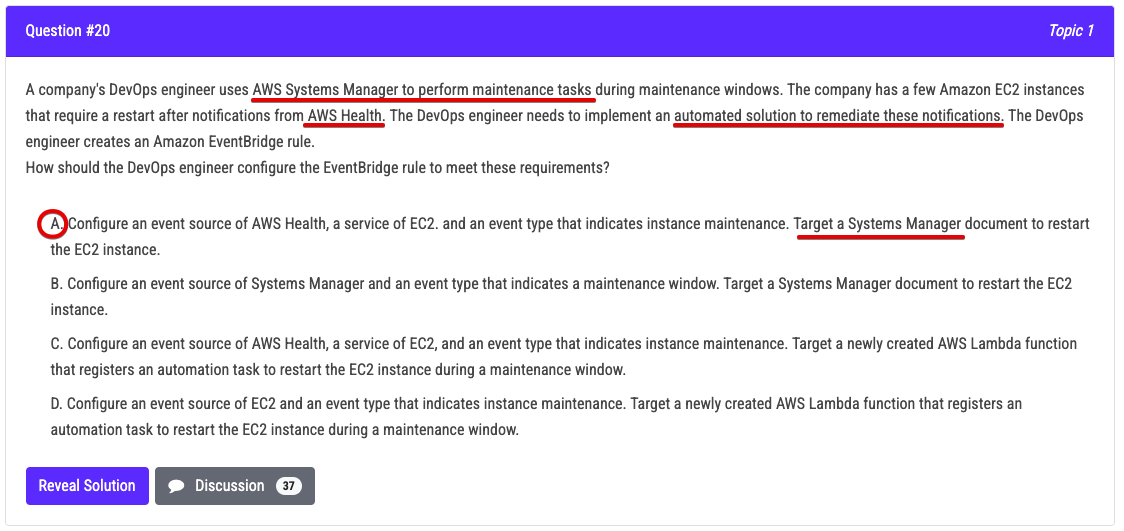 Question #20
Topic 1
A company's DevOps engineer uses AWS Systems Manager to perform maintenance tasks during maintenance windows. The company has a few Amazon EC2 instances
that require a restart after notifications from AWS Health. The DevOps engineer needs to implement an automated solution to remediate these notifications. The DevOps
engineer creates an Amazon EventBridge rule.
How should the DevOps engineer configure the EventBridge rule to meet these requirements?
A. Configure an event source of AWS Health, a service of EC2. and an event type that indicates instance maintenance. Target a Systems Manager document to restart
the EC2 instance.
B. Configure an event source of Systems Manager and an event type that indicates a maintenance window. Target a Systems Manager document to restart the EC2
instance.
C. Configure an event source of AWS Health, a service of EC2, and an event type that indicates instance maintenance. Target a newly created AWS Lambda function
that registers an automation task to restart the EC2 instance during a maintenance window.
D. Configure an event source of EC2 and an event type that indicates instance maintenance. Target a newly created AWS Lambda function that registers an
automation task to restart the EC2 instance during a maintenance window.
Reveal Solution
Discussion 37